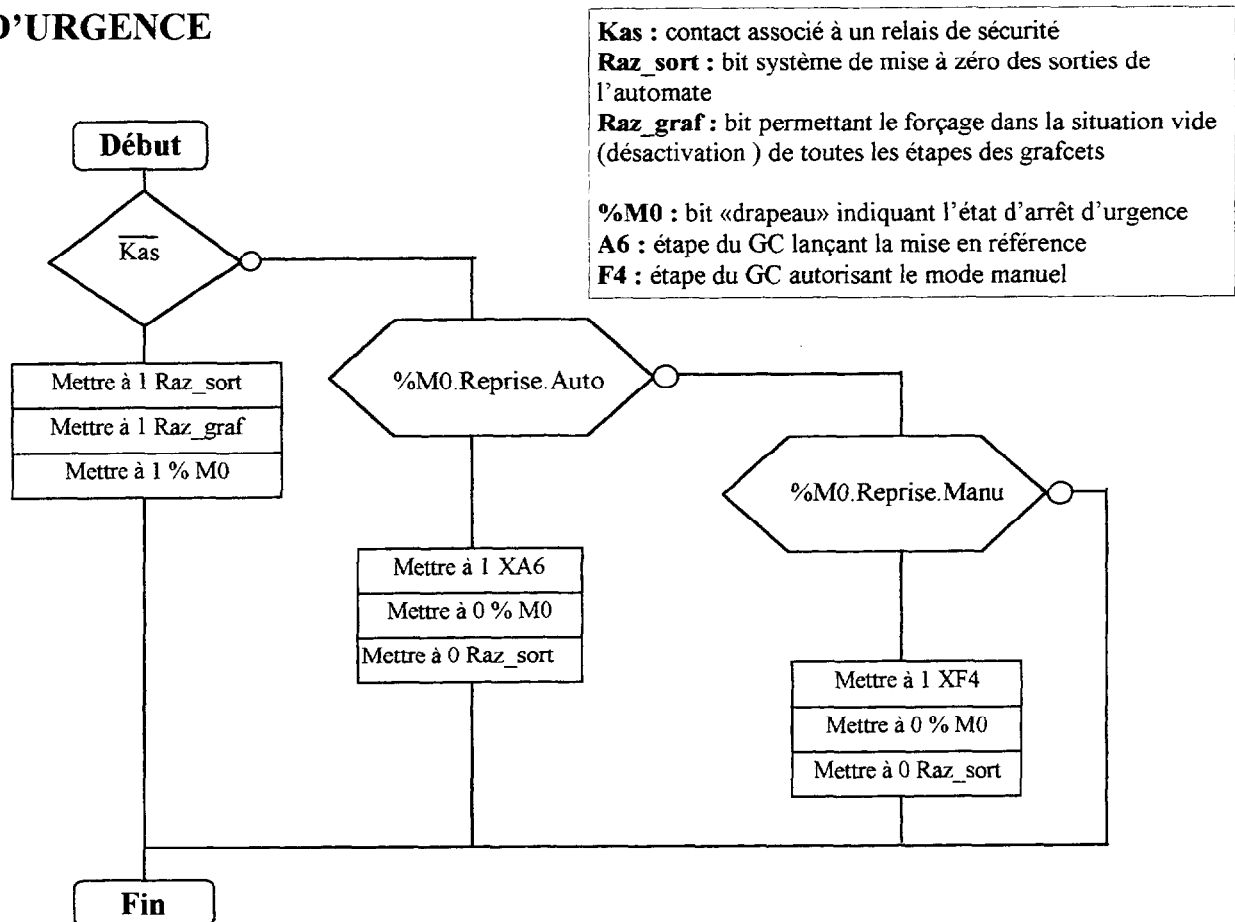 D'URGENCE
Kas : contact associé à un relais de sécurité
Raz_sort : bit système de mise à zéro des sorties de
l'automate
Raz_graf : bit permettant le forçage dans la situation vide
(désactivation ) de toutes les étapes des grafcets
%M0 : bit «drapeau» indiquant l'état d'arrêt d'urgence
A6 : étape du GC lançant la mise en référence
F4 : étape du GC autorisant le mode manuel
Début
Kas
%M0.Reprise.Auto
Mettre à 1 Raz_sort
Mettre à 1 Raz_graf
Mettre à 1 % M0
%M0.Reprise.Manu
Mettre à 1 XA6
Mettre à 0 % M0
Mettre à 0 Raz_sort
Mettre à 1 XF4
Mettre à 0 % M0
Mettre à 0 Raz_sort
Fin